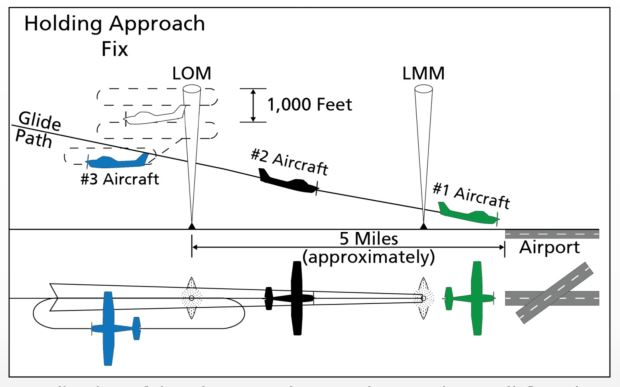 Holding Approach
Fix
LOM
LMM
1,000 Feet
Glide
Path
#3 Aircraft
#2 Aircraft
#1 Aircraft
5 Miles
(approximately)
Airport